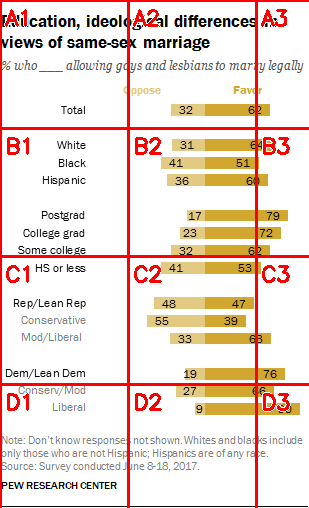 A1 A2 A3
Education, ideological differences in
views of same-sex marriage
% who ___ allowing gays and lesbians to marry legally
Oppose Favor
Total 32 62
B1 B2 B3
White 31 64
Black 41 51
Hispanic 36 60
Postgrad 17 79
College grad 23 72
Some college 32 62
C1 C2 C3
HS or less 41 53
Rep/Lean Rep 48 47
Conservative 55 39
Mod/Liberal 33 63
Dem/Lean Dem 19 76
Conserv/Mod 27 66
D1 D2 D3
Liberal 9
Note: Don't know responses not shown. Whites and blacks include
only those who are not Hispanic; Hispanics are of any race.
Source: Survey conducted June 8-18, 2017.
PEW RESEARCH CENTER